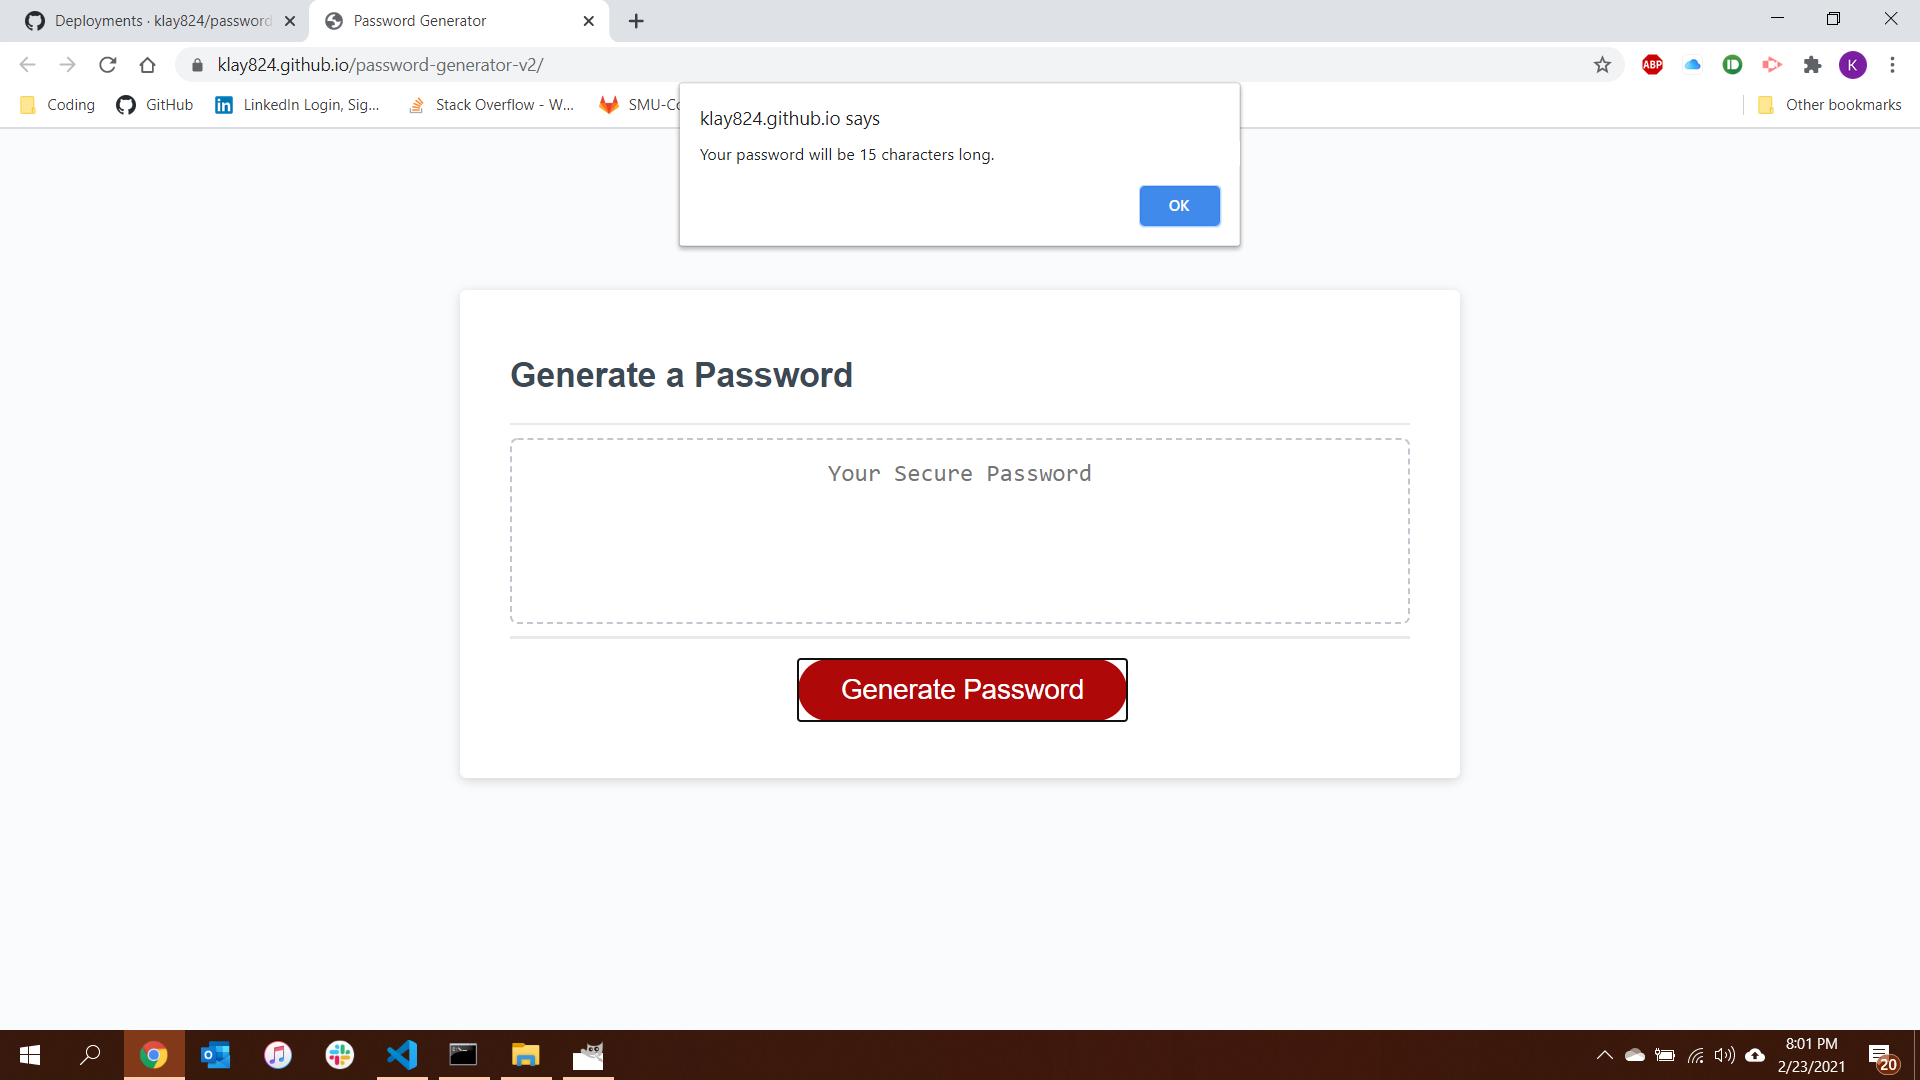 Deployments · klay824/password
Password Generator
klay824.github.io/password-generator-v2/
ABP
K
Coding
GitHub
LinkedIn Login, Sig...
Stack Overflow - W...
SMU-Co
Other bookmarks
klay824.github.io says
Your password will be 15 characters long.
OK
Generate a Password
Your Secure Password
Generate Password
8:01 PM
2/23/2021
20